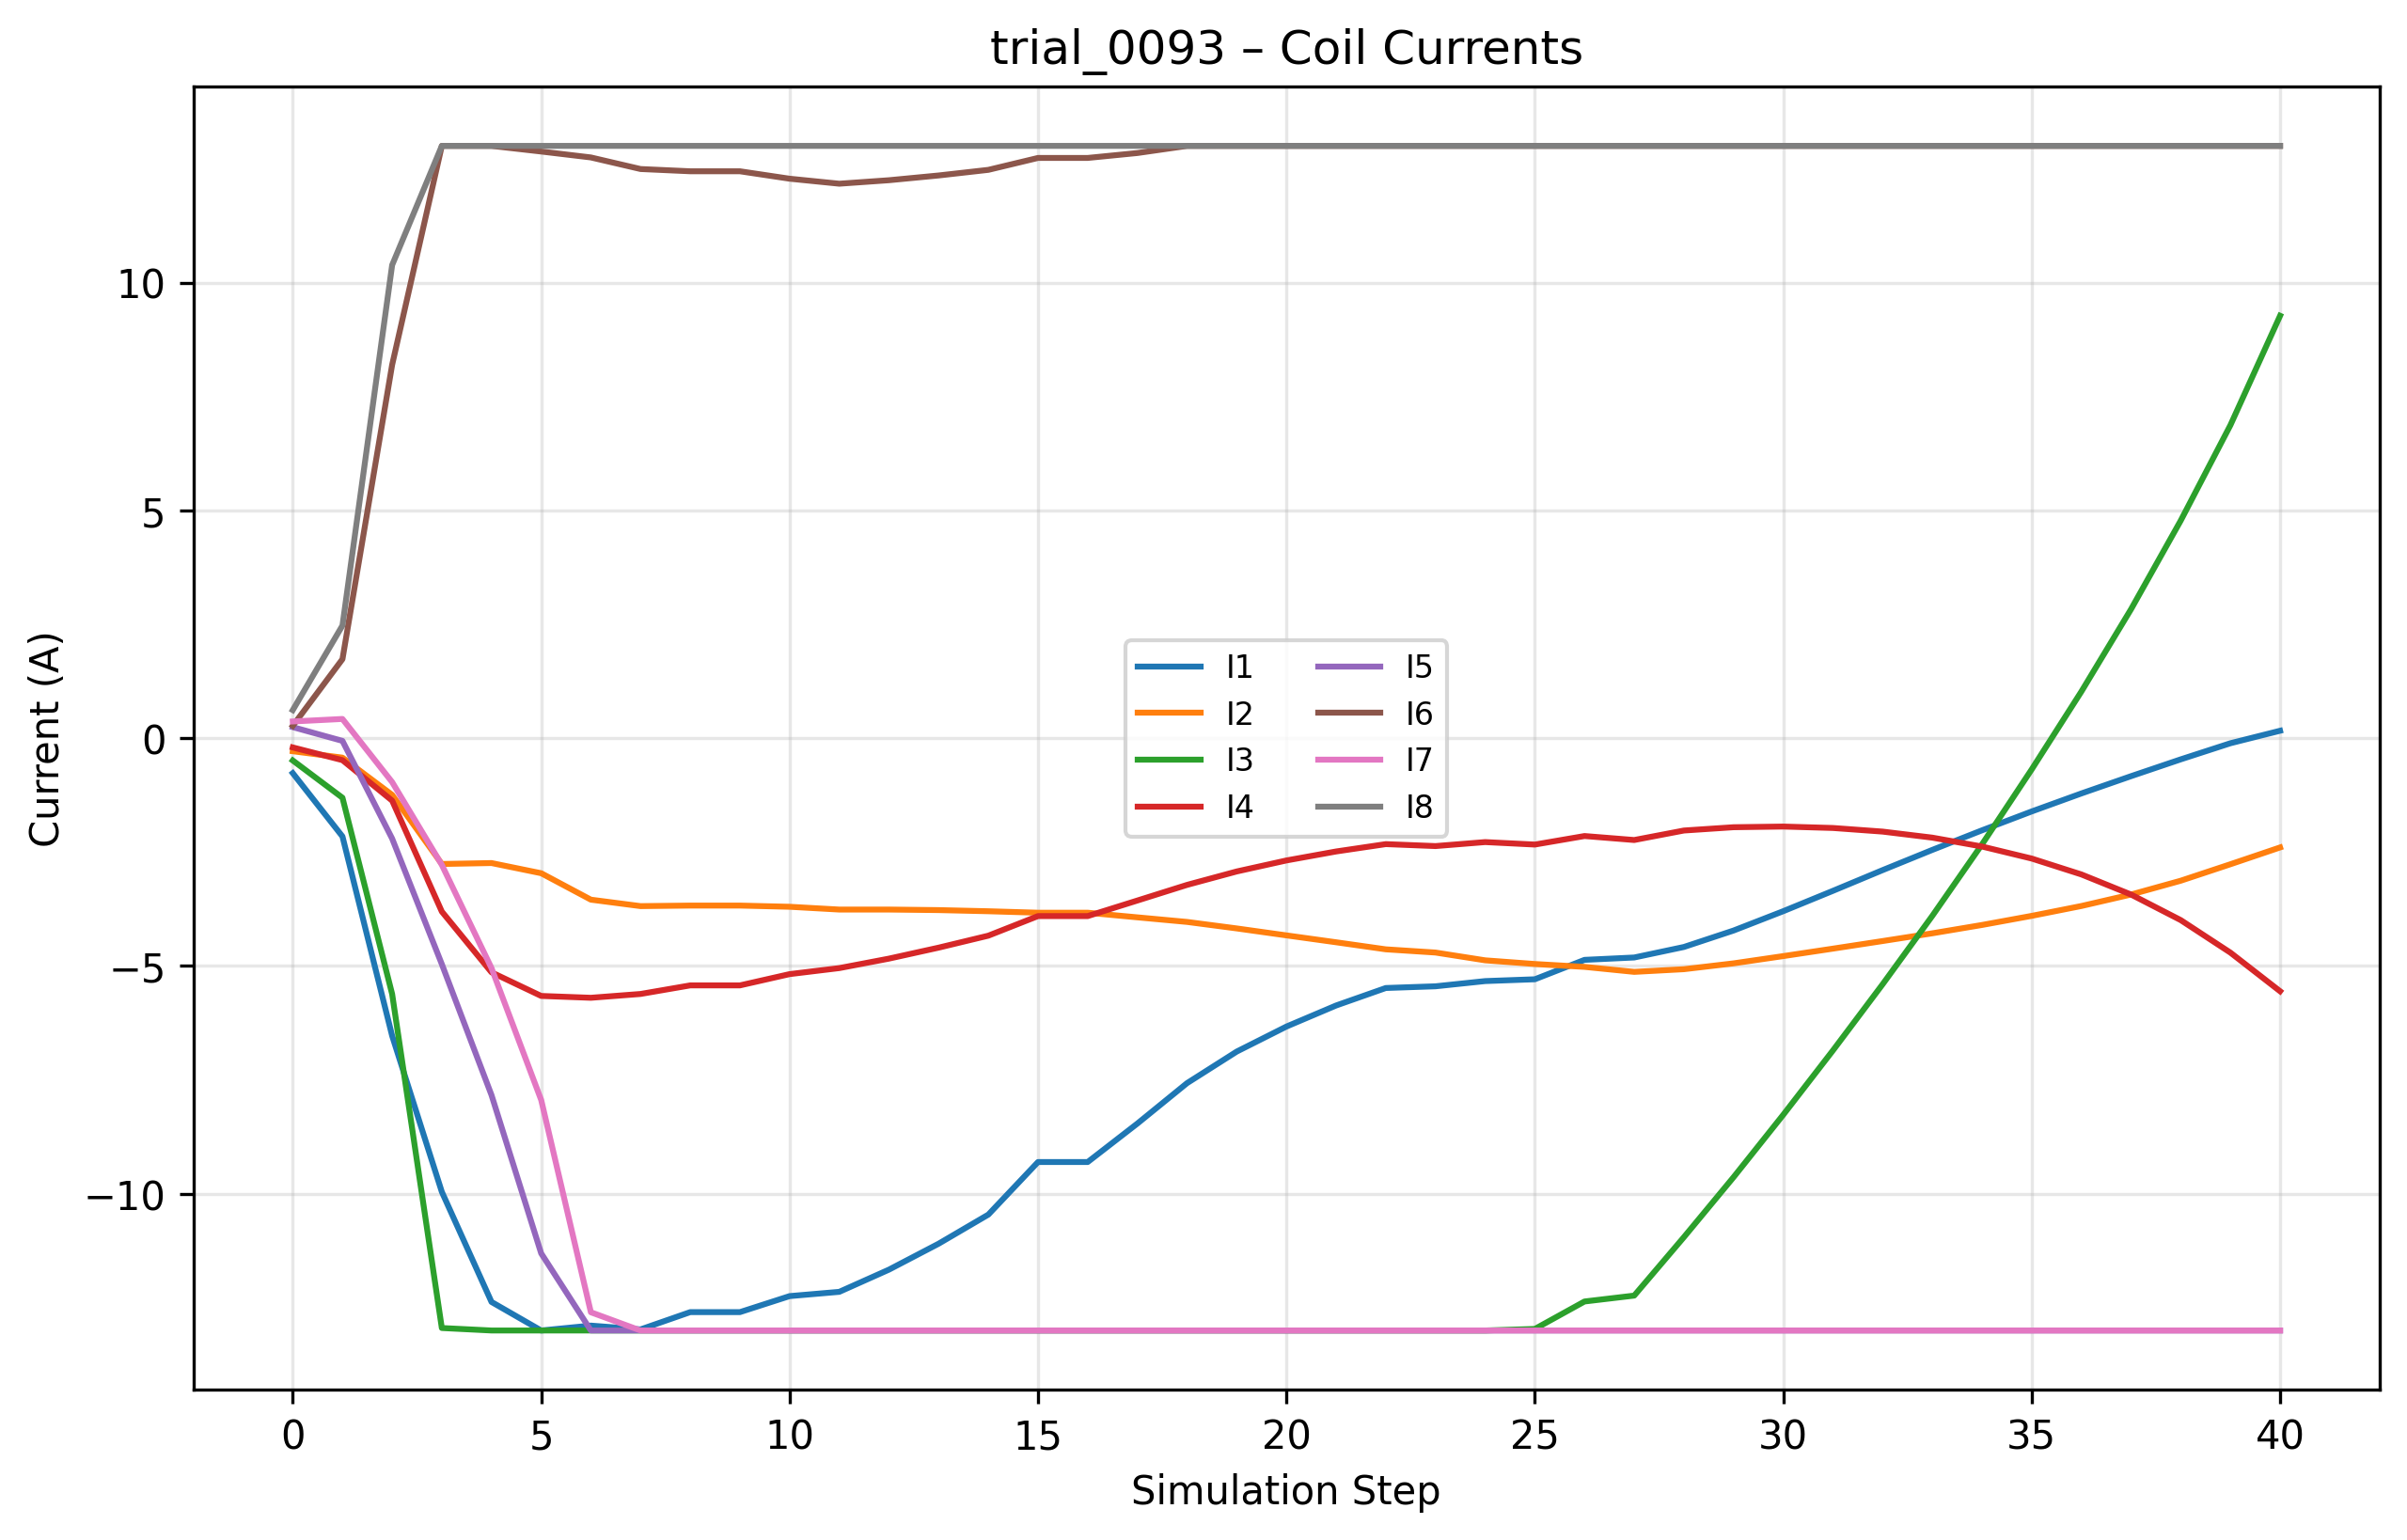 trial_0093 – Coil Currents
Current (A)
10
5
0
−5
−10
I1
I2
I3
I4
I5
I6
I7
I8
0 5 10 15 20 25 30 35 40
Simulation Step